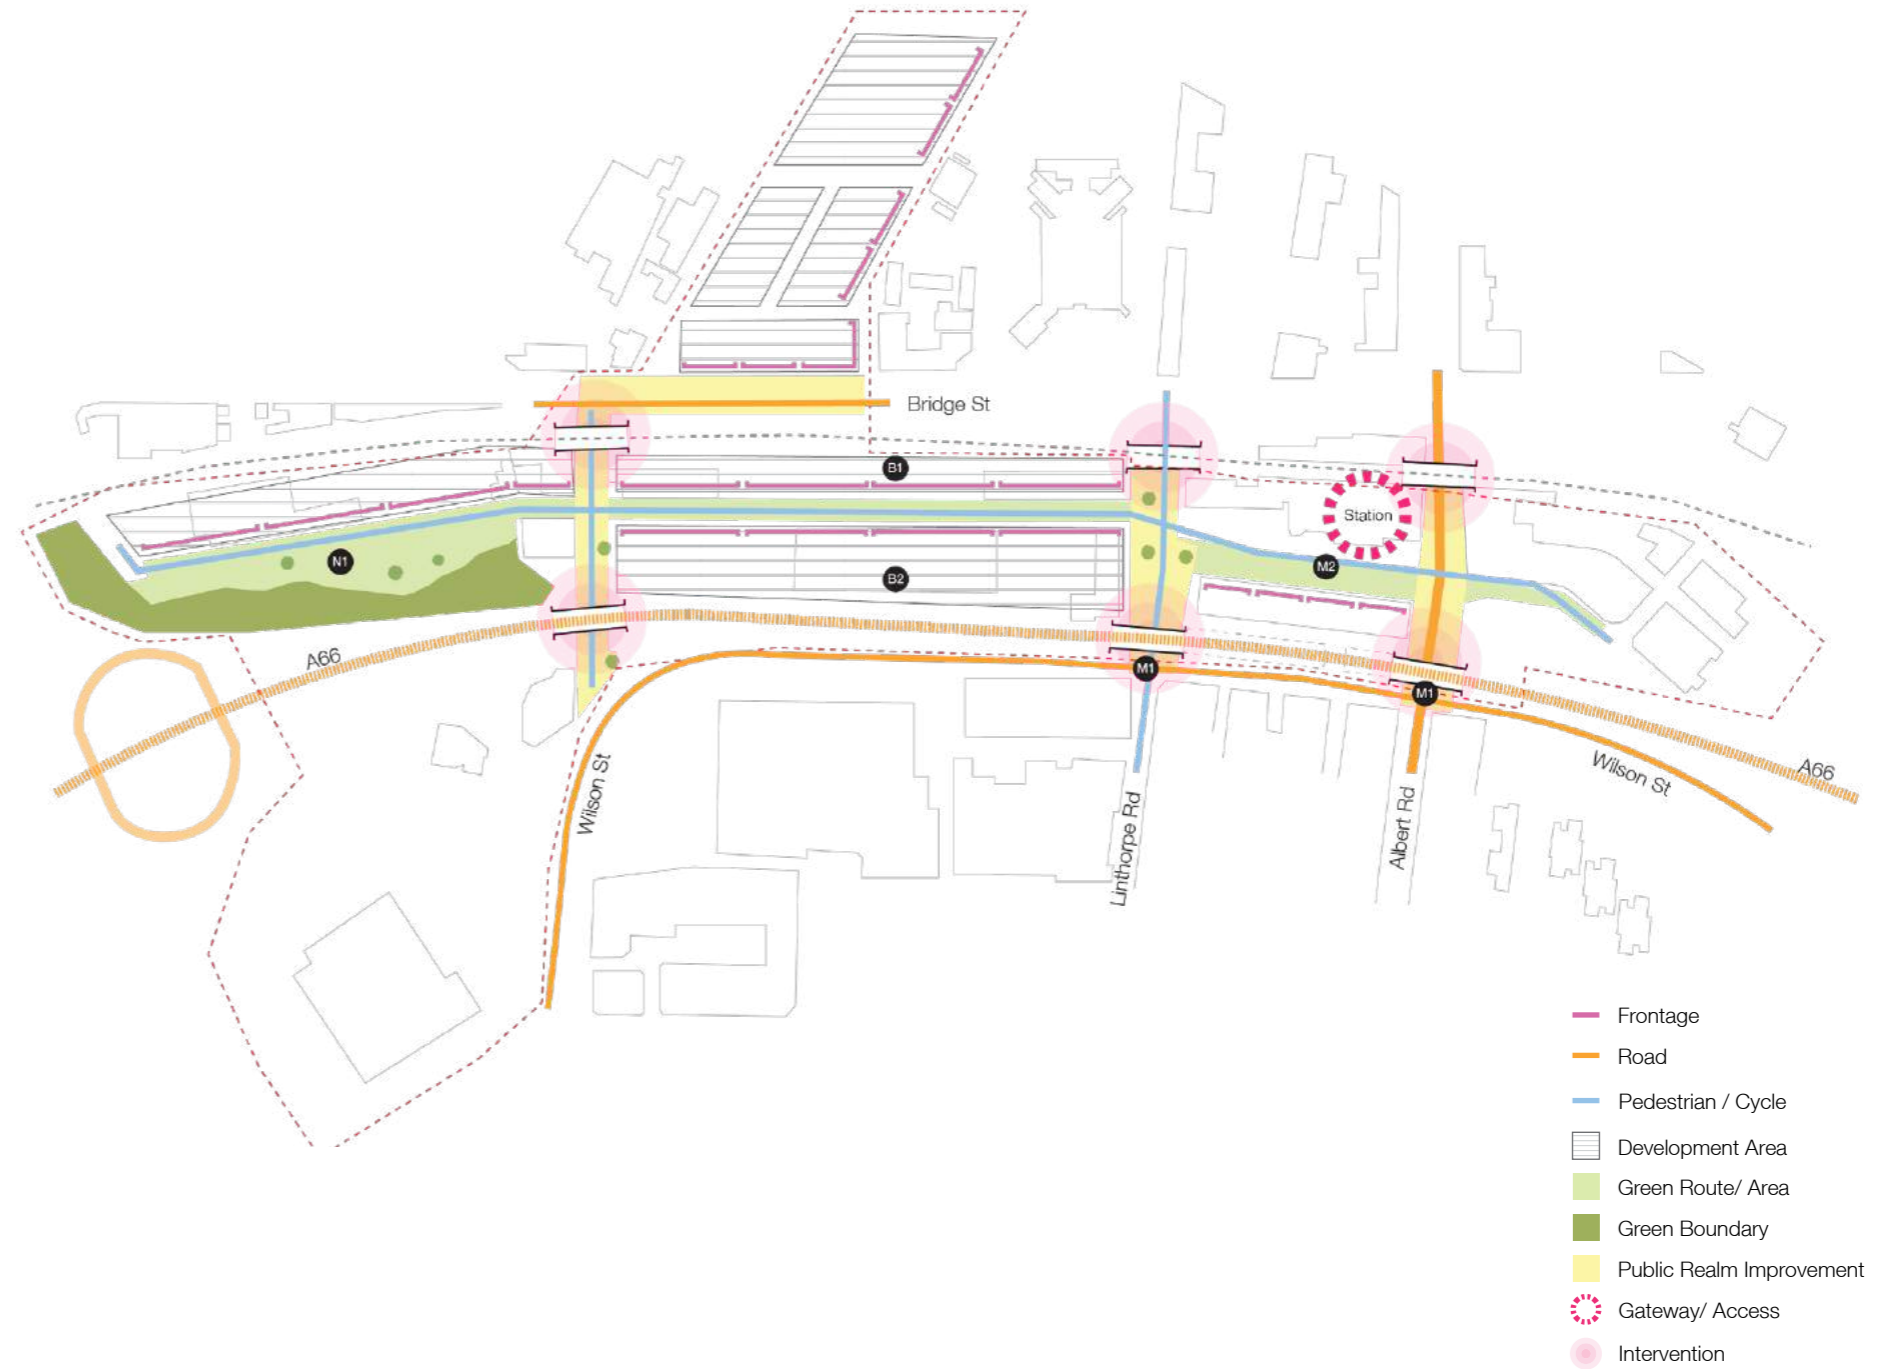 Bridge St
B1
Station
N1
M2
B2
A66
M1
M1
Wilson St
Wilson St
A66
Linthorpe Rd
Albert Rd
Frontage
Road
Pedestrian / Cycle
Development Area
Green Route/ Area
Green Boundary
Public Realm Improvement
Gateway/ Access
Intervention